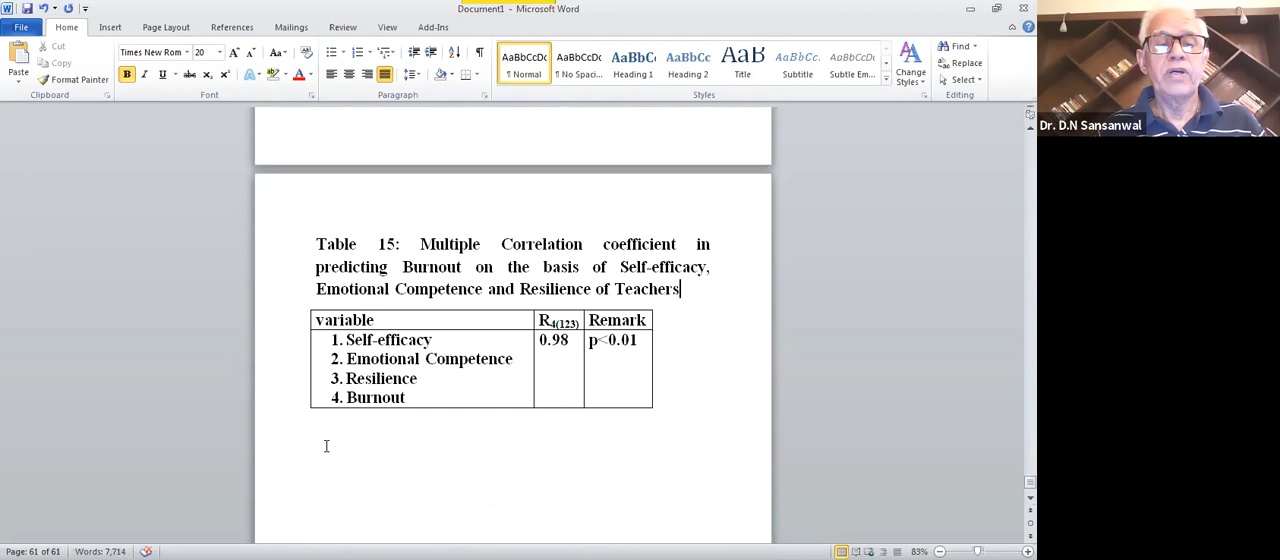 Document1 - Microsoft Word
File Home Insert Page Layout References Mailings Review View Add-Ins
Paste Cut Copy Format Painter
Times New Rom 20
AaBbCcDc AaBbCcDc AaBbCc AaBbCc AaB AaBbCc. AaBbCcDc
¶ Normal ¶ No Spaci... Heading 1 Heading 2 Title Subtitle Subtle Em...
Change Styles
Find Replace Select
Clipboard Font Paragraph Styles Editing
Dr. D.N Sansanwal
Table 15: Multiple Correlation coefficient in
predicting Burnout on the basis of Self-efficacy,
Emotional Competence and Resilience of Teachers
variable R4(123) Remark
1. Self-efficacy 0.98 p<0.01
2. Emotional Competence
3. Resilience
4. Burnout
Page: 61 of 61 Words: 7,714 83%